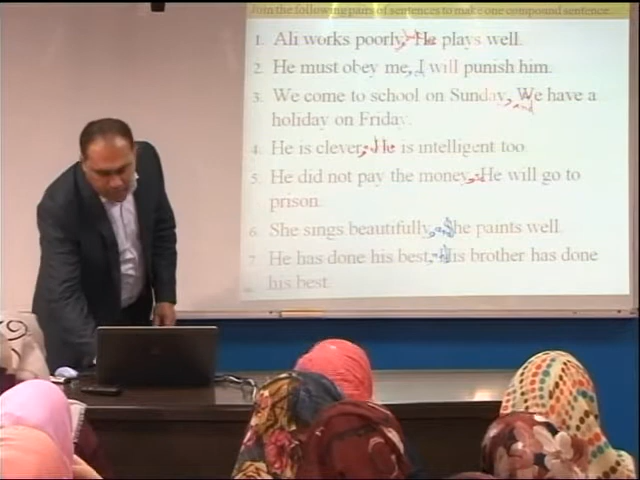 Join the following pairs of sentences to make one compound sentence.
1. Ali works poorly, He plays well.
2. He must obey me, I will punish him.
3. We come to school on Sunday, We have a
and
holiday on Friday.
4. He is clever, He is intelligent too.
5. He did not pay the money, He will go to
prison.
6. She sings beautifully, and She paints well.
7. He has done his best, His brother has done
his best.